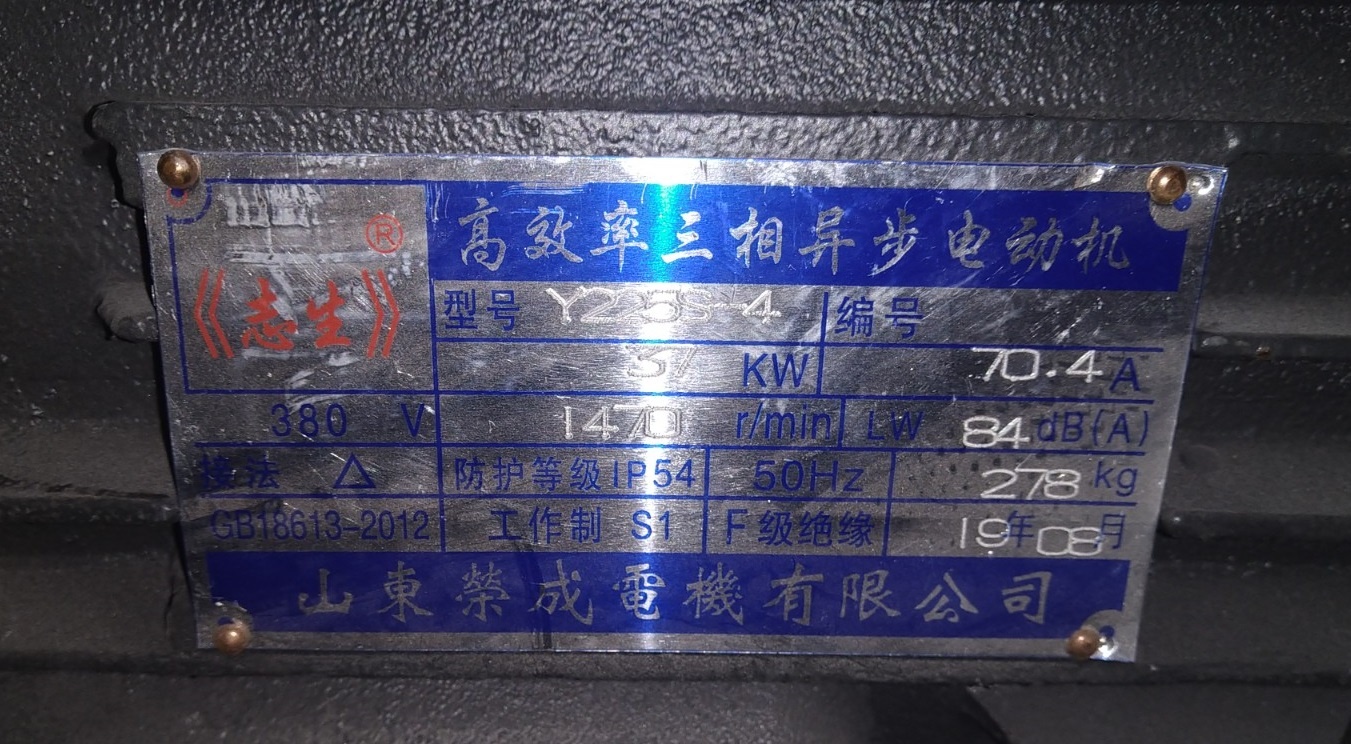 高效率三相异步电动机
《志生》®
型号 Y225S-4 编号
37 KW 70.4 A
380 V 1470 r/min LW 84 dB(A)
接法 △ 防护等级 IP54 50Hz 278 kg
GB18613-2012 工作制 S1 F级绝缘 19年08月
山東榮成電機有限公司